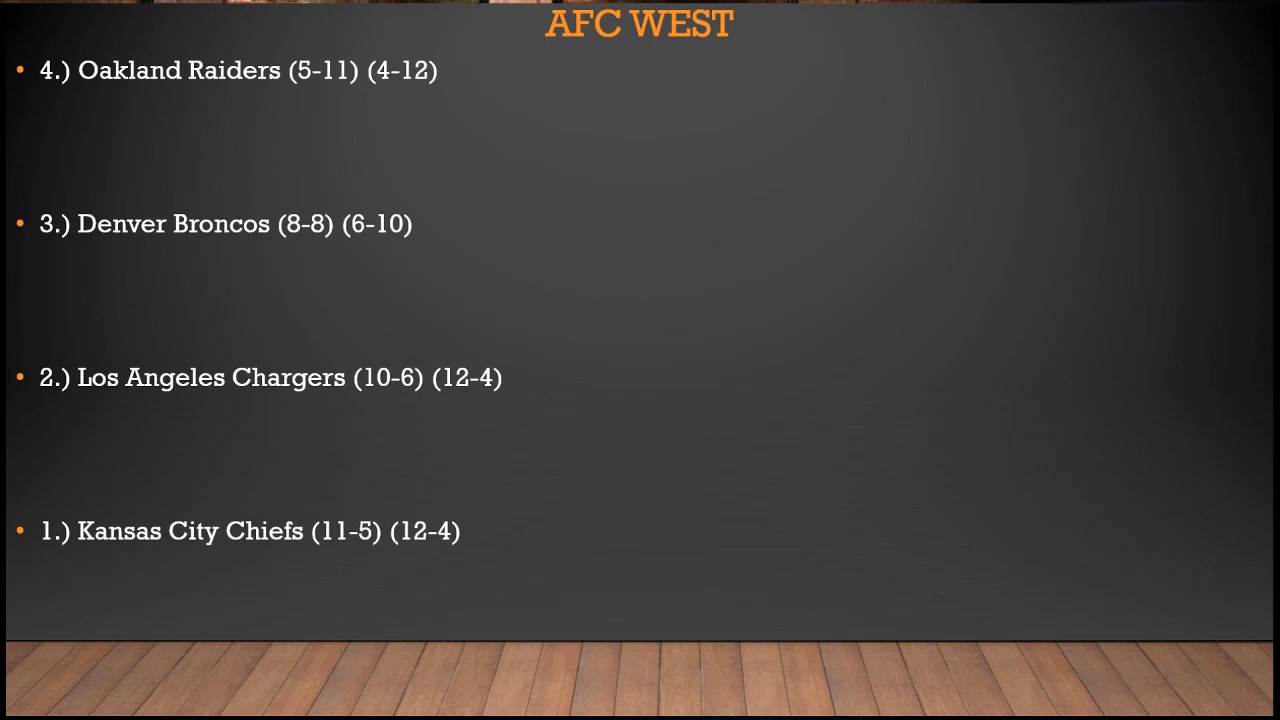 AFC WEST
• 4.) Oakland Raiders (5-11) (4-12)
• 3.) Denver Broncos (8-8) (6-10)
• 2.) Los Angeles Chargers (10-6) (12-4)
• 1.) Kansas City Chiefs (11-5) (12-4)